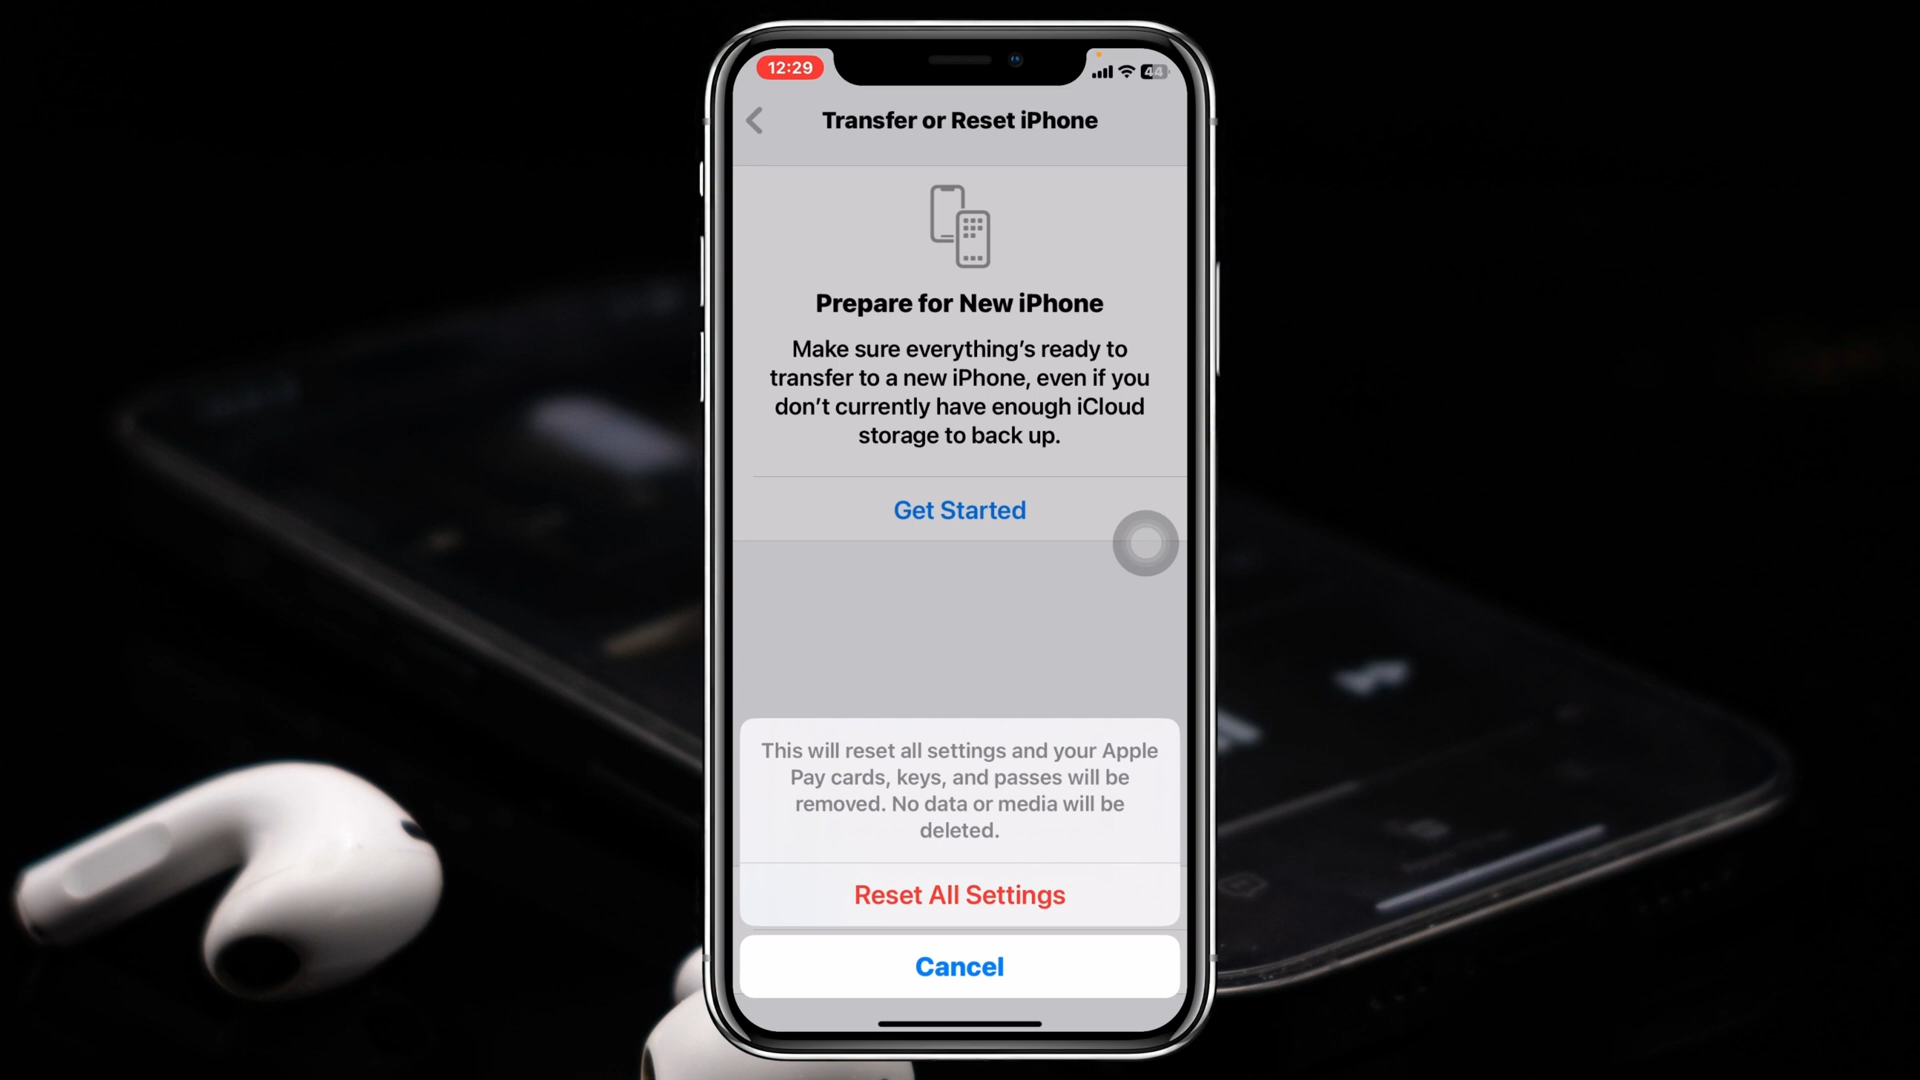 12:29
44
Transfer or Reset iPhone
Prepare for New iPhone
Make sure everything’s ready to
transfer to a new iPhone, even if you
don’t currently have enough iCloud
storage to back up.
Get Started
This will reset all settings and your Apple
Pay cards, keys, and passes will be
removed. No data or media will be
deleted.
Reset All Settings
Cancel